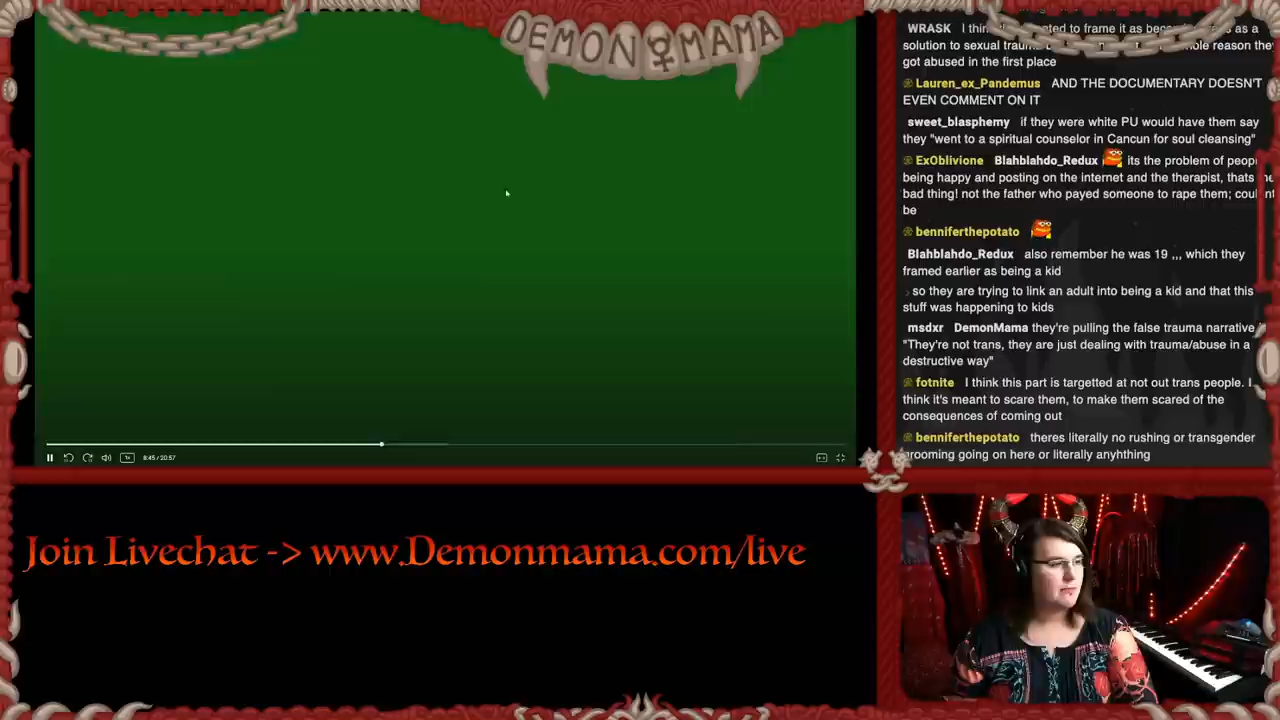 DEMON MAMA
WRASK I
as a
solution to sexual
whole reason they
got abused in the first place
Lauren_ex_Pandemus AND THE DOCUMENTARY DOESN'T
EVEN COMMENT ON IT
sweet_blasphemy if they were white PU would have them say
they "went to a spiritual counselor in Cancun for soul cleansing"
ExOblivione Blahblahdo_Redux its the problem of
being happy and posting on the internet and the therapist, thats
bad thing! not the father who payed someone to rape them;
be
benniferthepotato
Blahblahdo_Redux also remember he was 19 ,,, which they
framed earlier as being a kid
so they are trying to link an adult into being a kid and that this
stuff was happening to kids
msdxr DemonMama they're pulling the false trauma narrative
"They're not trans, they are just dealing with trauma/abuse in a
destructive way"
fotnite I think this part is targetted at not out trans people. I
think it's meant to scare them, to make them scared of the
consequences of coming out
benniferthepotato theres literally no rushing or transgender
grooming going on here or literally anyhthing
1x 8:45 / 20:57
Join Livechat -> www.Demonmama.com/live